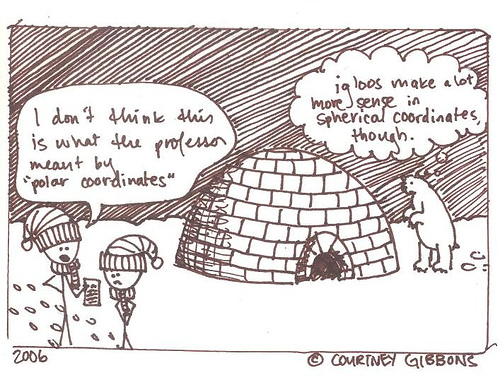 I don't think this
is what the professor
meant by
"polar coordinates"
igloos make a lot
more sense in
spherical coordinates,
though.
2006
© COURTNEY GIBBONS